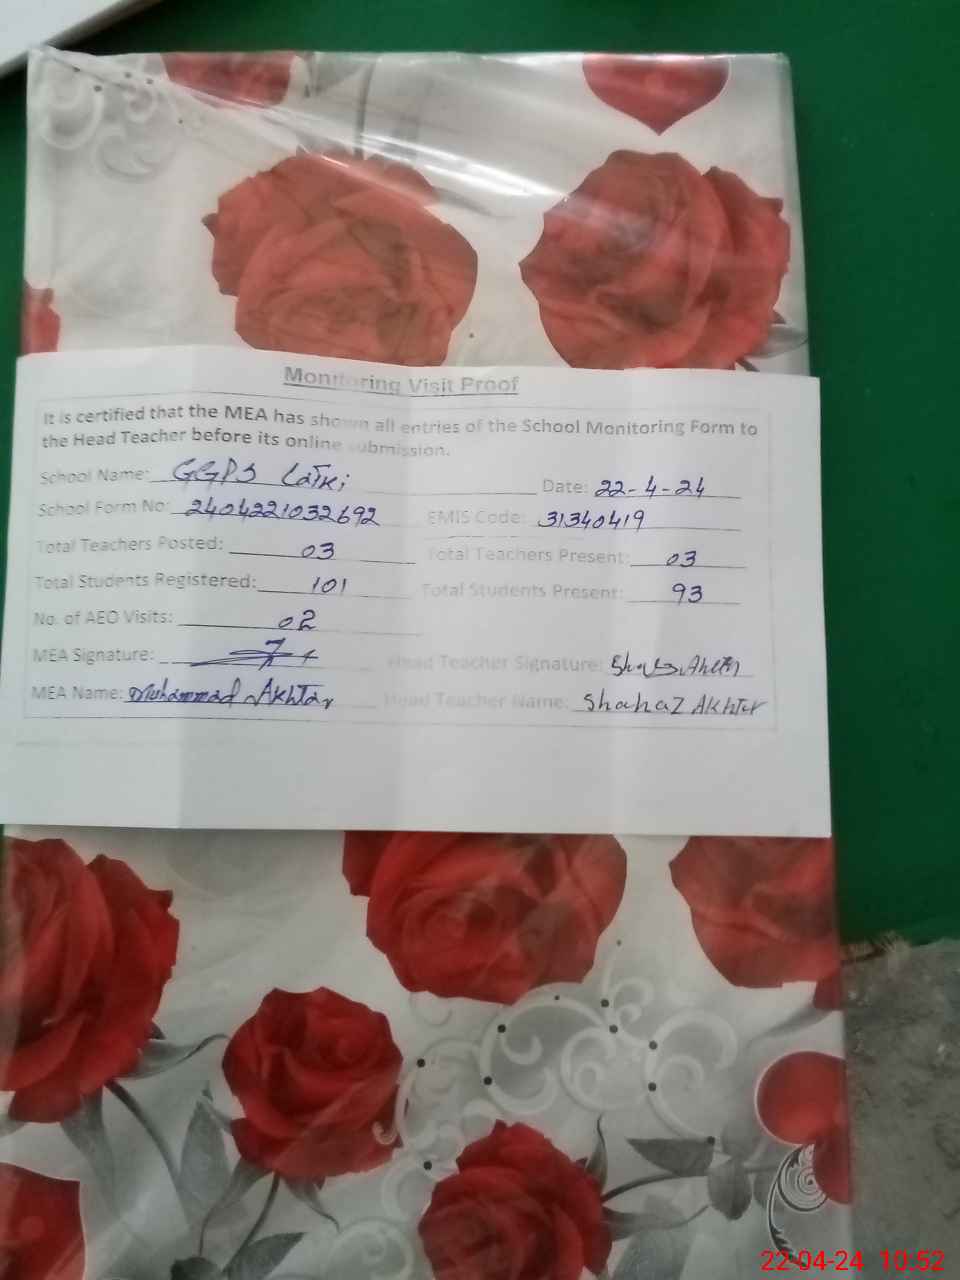 Monitoring Visit Proof
It is certified that the MEA has shown all entries of the School Monitoring Form to
the Head Teacher before its online submission.
School Name: GGPS Latki Date: 22-4-24
School Form No: 2404221032692 EMIS Code: 31340419
Total Teachers Posted: 03 Total Teachers Present: 03
Total Students Registered: 101 Total Students Present: 93
No. of AEO Visits: 02
MEA Signature: Head Teacher Signature:
MEA Name: Muhammad Akhtar Head Teacher Name: Shahaz Akhter
22-04-24 10:52